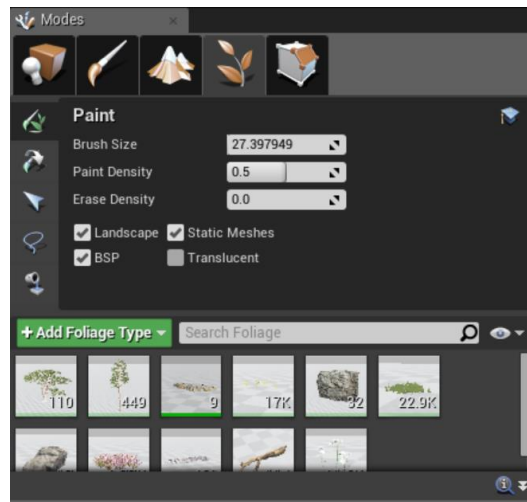 Modes
Paint
Brush Size 27.397949
Paint Density 0.5
Erase Density 0.0
Landscape Static Meshes
BSP Translucent
+ Add Foliage Type Search Foliage
110 449 9 17K 32 22.9K